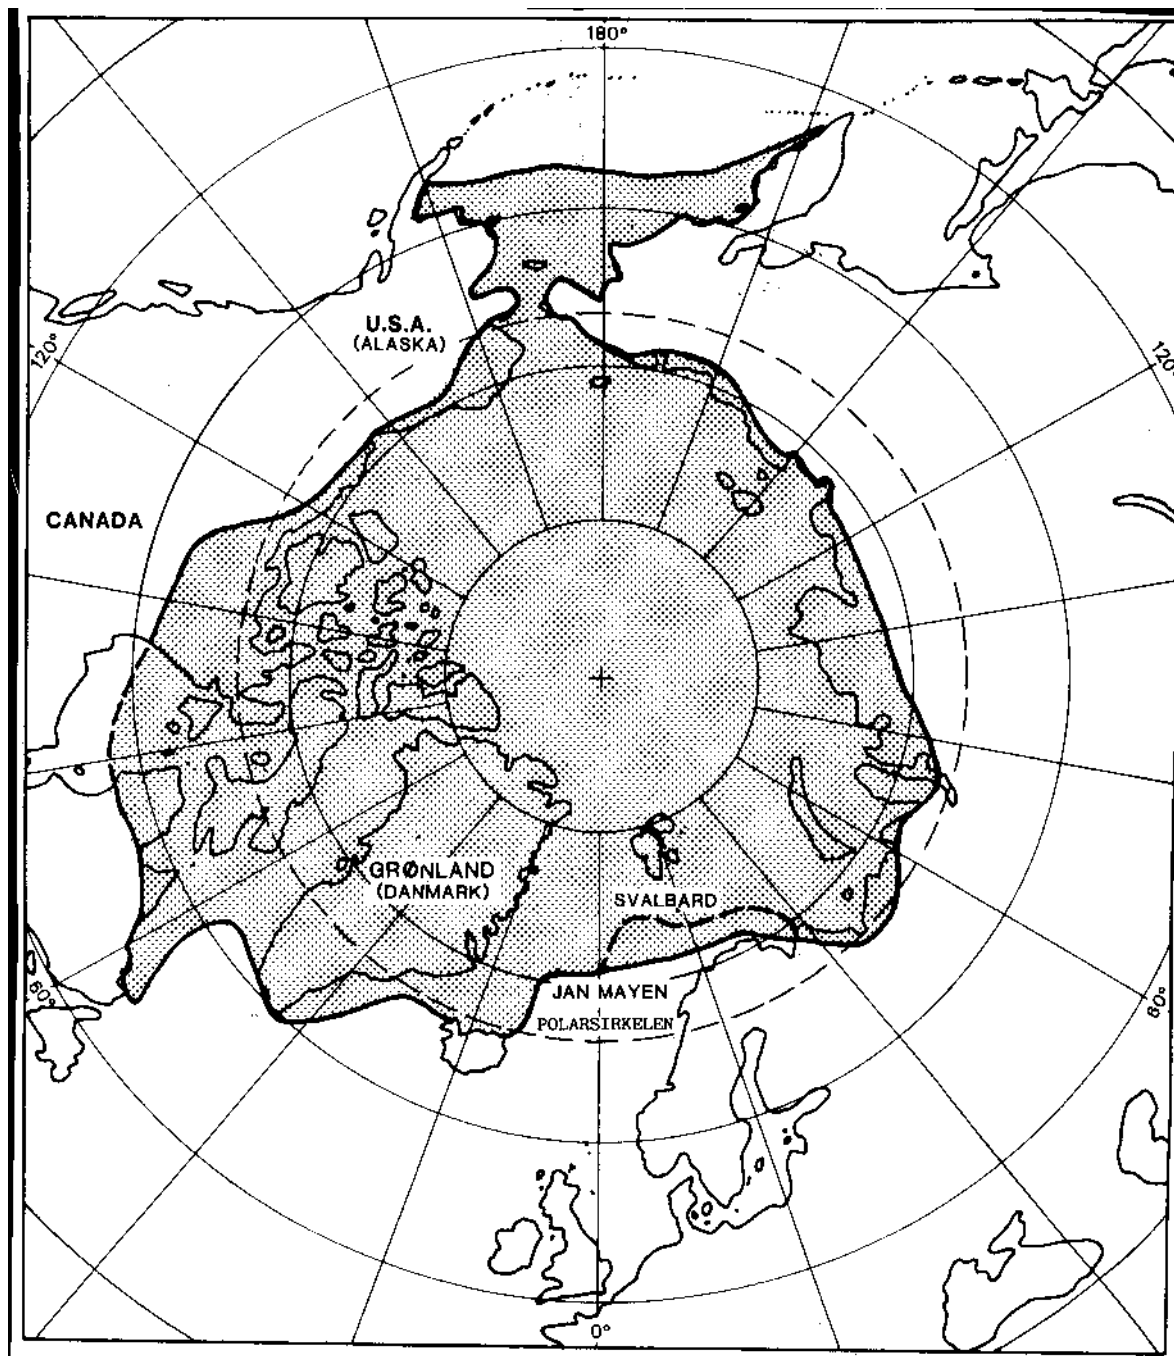 180°
U.S.A.
(ALASKA)
120°
120°
CANADA
GRØNLAND
(DANMARK)
SVALBARD
JAN MAYEN
POLARSIRKELEN
60°
60°
0°